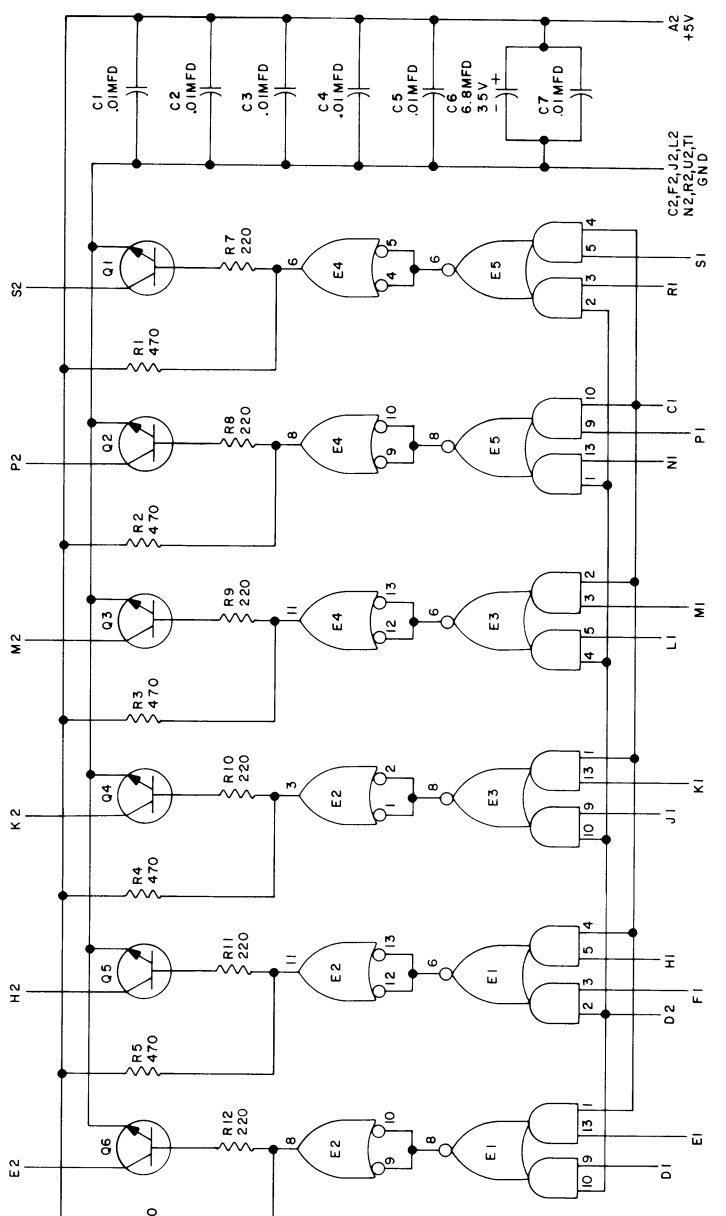 A2
+5V
C1
.01MFD
C2
.01MFD
C3
.01MFD
C4
.01MFD
C5
.01MFD
C6
6.8MFD
35V
- +
C7
.01MFD
C2,F2,J2,L2
N2,R2,U2,T1
GND
S2
Q1
R1
470
R7
220
6
E4
4 5
6
E5
2 3 5 4
R1
S1
P2
Q2
R2
470
R8
220
8
E4
9 10
8
E5
1 13 9 10
N1
P1
C1
M2
Q3
R3
470
R9
220
11
E4
12 13
6
E3
4 5 3 2
L1
M1
K2
Q4
R4
470
R10
220
3
E2
1 2
8
E3
10 9 13 1
J1
K1
H2
Q5
R5
470
R11
220
11
E2
12 13
6
E1
2 3 5 4
D2
F1
H1
E2
Q6
0
R12
220
8
E2
9 10
8
E1
10 9 13 1
D1
E1